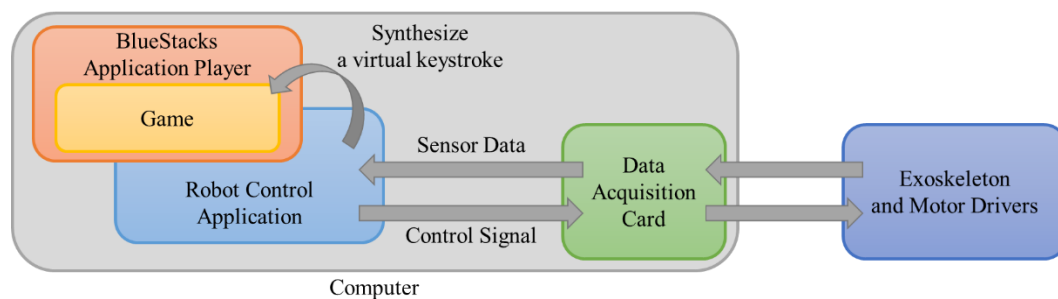 BlueStacks
Application Player
Game
Synthesize
a virtual keystroke
Robot Control
Application
Sensor Data
Control Signal
Data
Acquisition
Card
Exoskeleton
and Motor Drivers
Computer